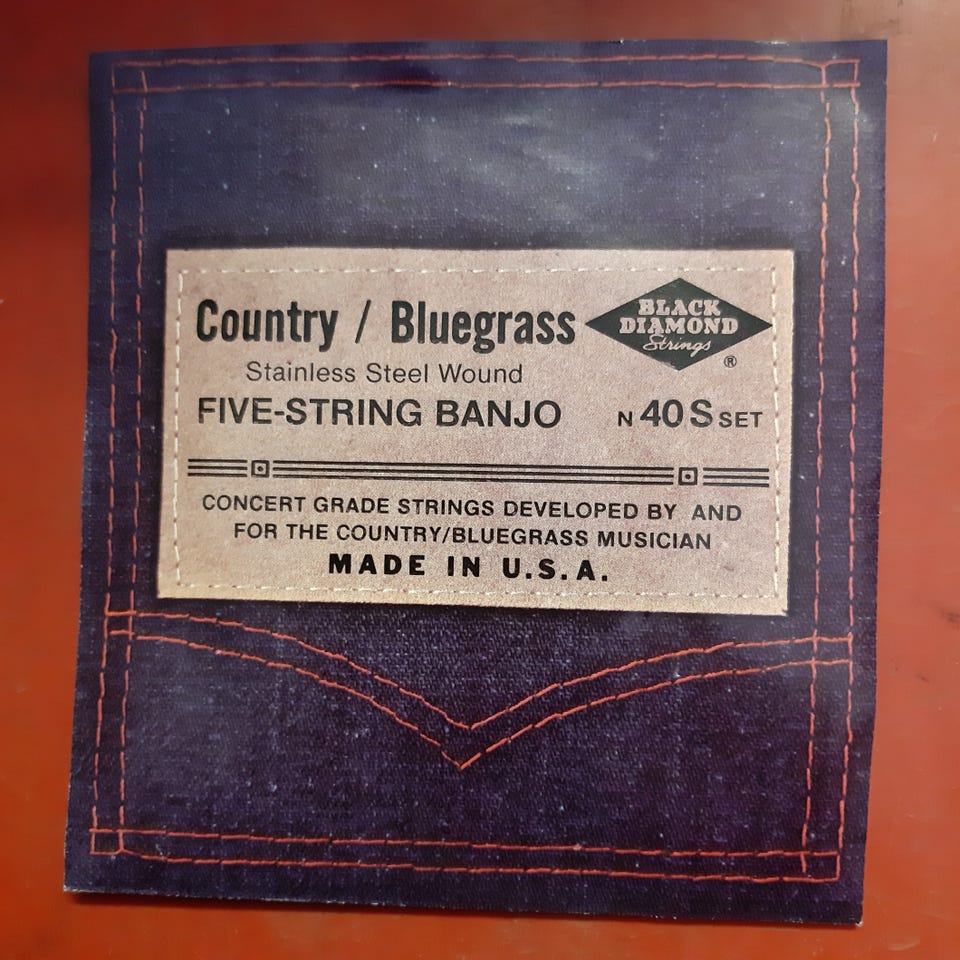 Country / Bluegrass
BLACK
DIAMOND
Strings
®
Stainless Steel Wound
FIVE-STRING BANJO N 40 S SET
CONCERT GRADE STRINGS DEVELOPED BY AND
FOR THE COUNTRY/BLUEGRASS MUSICIAN
MADE IN U.S.A.